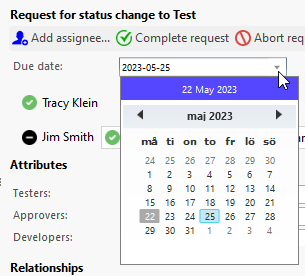 Request for status change to Test
Add assignee... Complete request Abort req
Due date: 2023-05-25
22 May 2023
Tracy Klein
maj 2023
Jim Smith
må ti on to fr lö sö
24 25 26 27 28 29 30
1 2 3 4 5 6 7
8 9 10 11 12 13 14
15 16 17 18 19 20 21
22 23 24 25 26 27 28
29 30 31 1 2 3 4
Attributes
Testers:
Approvers:
Developers:
Relationships